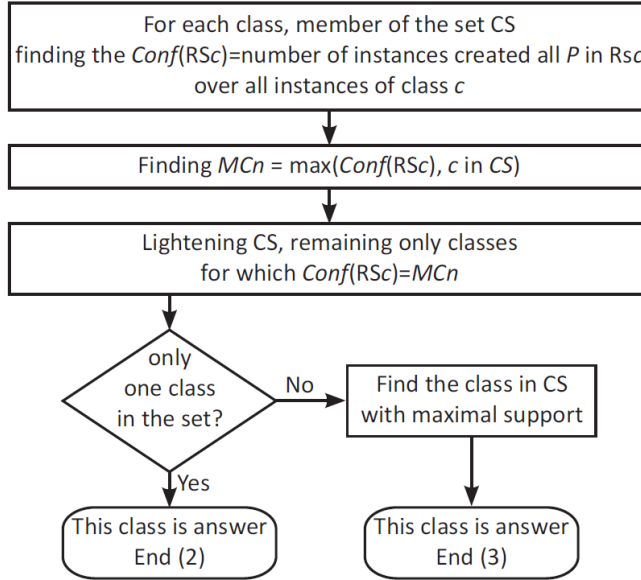 For each class, member of the set CS
finding the Conf(RSc)=number of instances created all P in Rsc
over all instances of class c
Finding MCn = max(Conf(RSc), c in CS)
Lightening CS, remaining only classes
for which Conf(RSc)=MCn
only
one class
in the set?
No
Find the class in CS
with maximal support
Yes
This class is answer
End (2)
This class is answer
End (3)